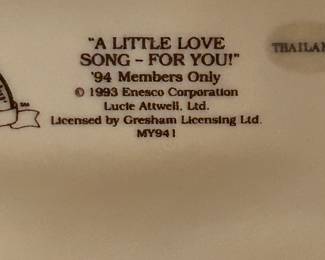 "A LITTLE LOVE
SONG – FOR YOU!"
'94 Members Only
© 1993 Enesco Corporation
Lucie Attwell, Ltd.
Licensed by Gresham Licensing Ltd.
MY941
SM